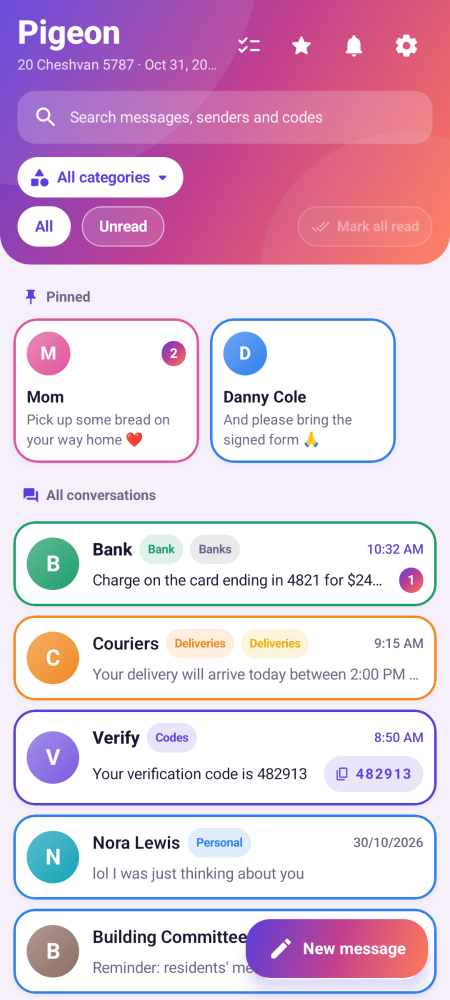 Pigeon
20 Cheshvan 5787 · Oct 31, 20...
Search messages, senders and codes
All categories
All
Unread
Mark all read
Pinned
M
2
Mom
Pick up some bread on
your way home ❤️
D
Danny Cole
And please bring the
signed form 🙏
All conversations
B
Bank Bank Banks 10:32 AM
Charge on the card ending in 4821 for $24... 1
C
Couriers Deliveries Deliveries 9:15 AM
Your delivery will arrive today between 2:00 PM ...
V
Verify Codes 8:50 AM
Your verification code is 482913 482913
N
Nora Lewis Personal 30/10/2026
lol I was just thinking about you
B
Building Committee
Reminder: residents'
New message